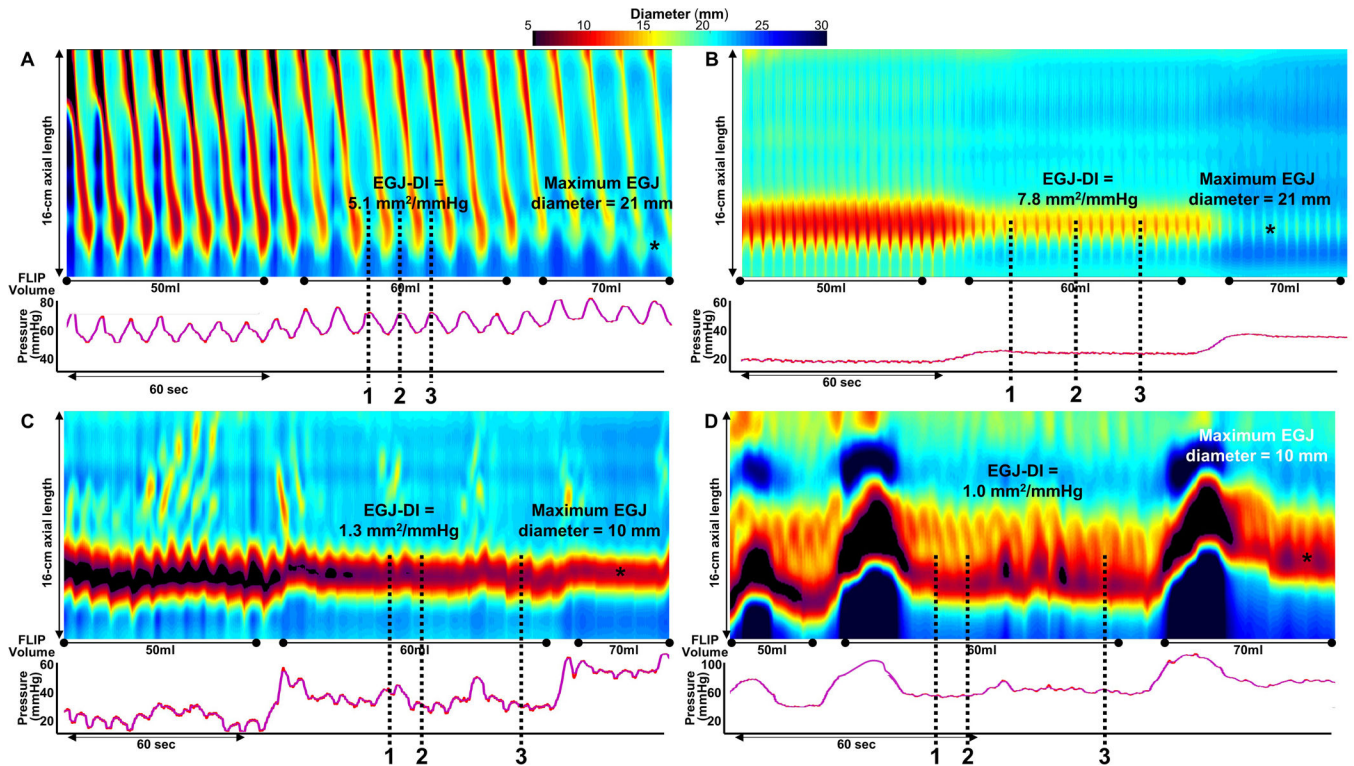 Diameter (mm)
5 10 15 20 25 30
A
16-cm axial length
EGJ-DI =
5.1 mm²/mmHg
Maximum EGJ
diameter = 21 mm
*
FLIP
Volume
50ml
60ml
70ml
Pressure
(mmHg)
80
60
40
60 sec
1 2 3
B
16-cm axial length
EGJ-DI =
7.8 mm²/mmHg
Maximum EGJ
diameter = 21 mm
*
50ml
60ml
70ml
Pressure
(mmHg)
60
40
20
60 sec
1 2 3
C
16-cm axial length
EGJ-DI =
1.3 mm²/mmHg
Maximum EGJ
diameter = 10 mm
*
FLIP
Volume
50ml
60ml
70ml
Pressure
(mmHg)
60
40
20
60 sec
1 2 3
D
16-cm axial length
EGJ-DI =
1.0 mm²/mmHg
Maximum EGJ
diameter = 10 mm
*
FLIP
Volume
50ml
60ml
70ml
Pressure
(mmHg)
100
60
20
60 sec
1 2 3